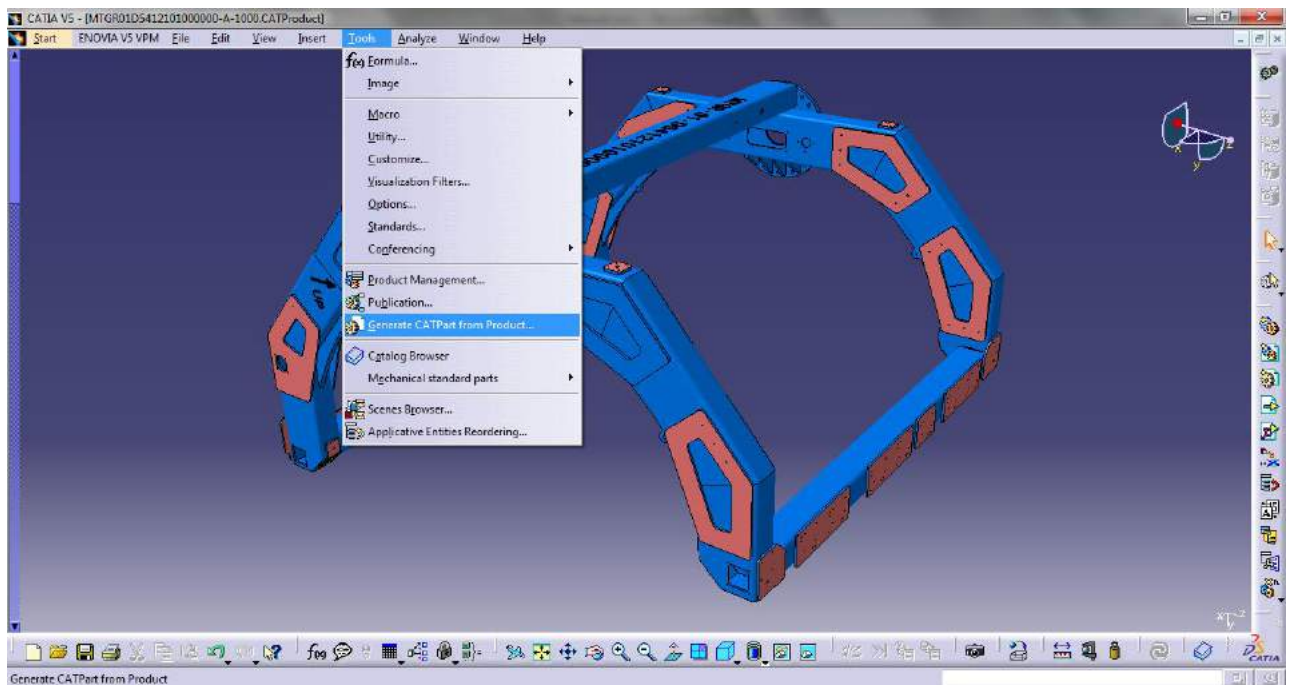 CATIA V5 - [MTGR01D5412101000000-A-1000.CATProduct]
Start ENOVIA V5 VPM File Edit View Insert Tools Analyze Window Help
Formula...
Image
Macro
Utility...
Customize...
Visualization Filters...
Options...
Standards...
Conferencing
Product Management...
Publication...
Generate CATPart from Product...
Catalog Browser
Mechanical standard parts
Scenes Browser...
Applicative Entities Reordering...
UP
x
y
z
CATIA
Generate CATPart from Product